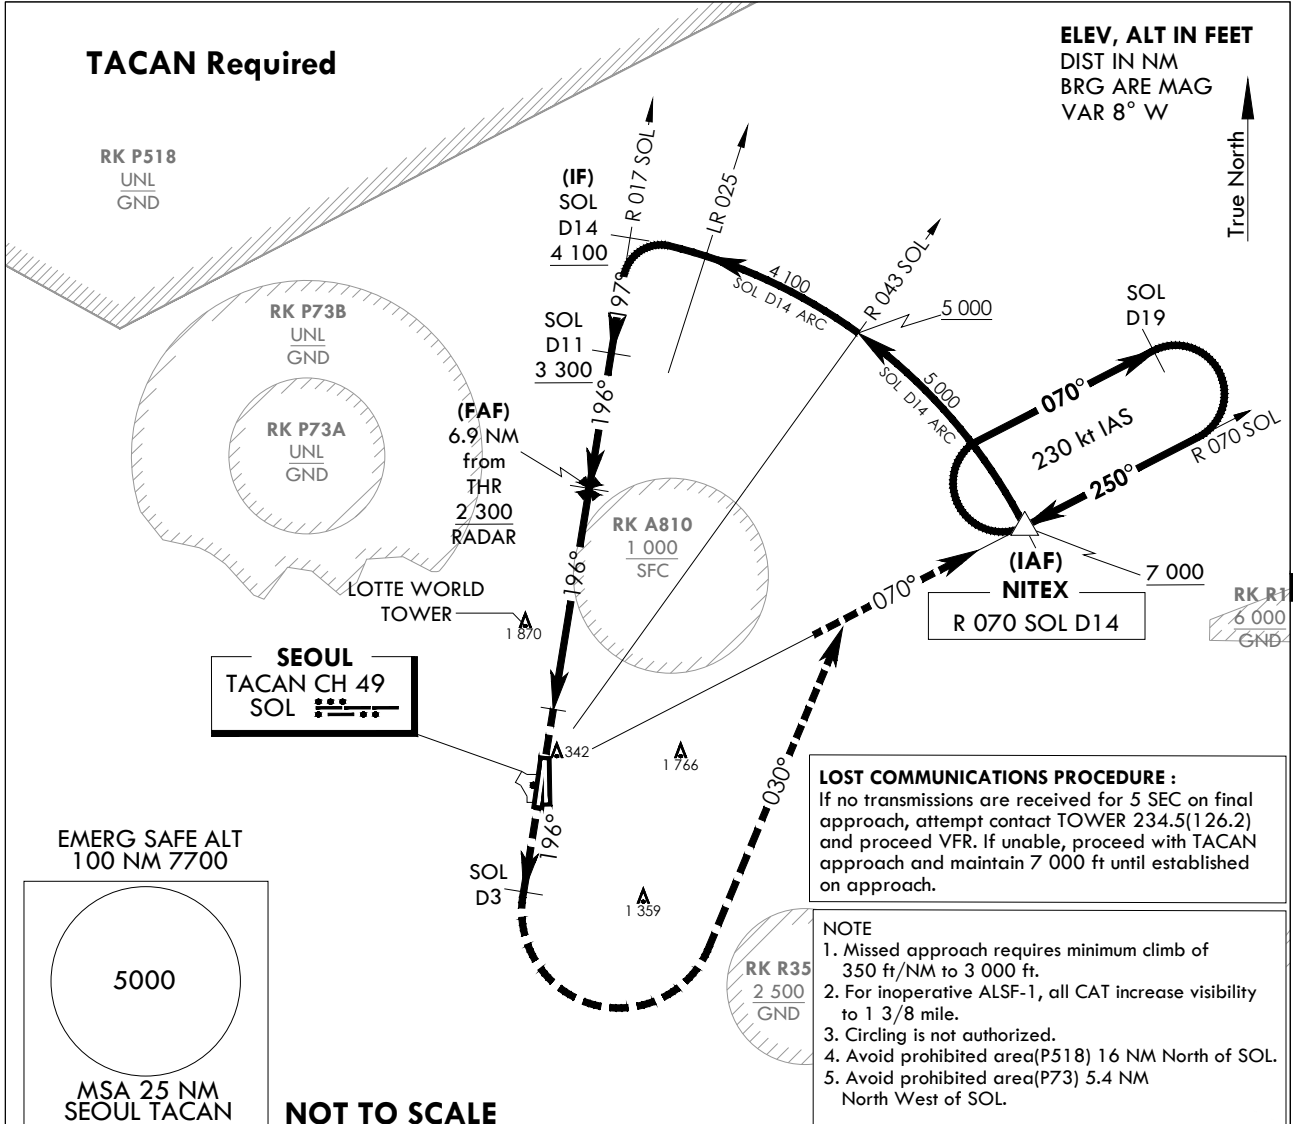 TACAN Required
ELEV, ALT IN FEET
DIST IN NM
BRG ARE MAG
VAR 8° W
True North
RK P518
UNL
GND
(IF)
SOL
D14
4 100
R 017 SOL
LR 025
R 043 SOL
4 100
SOL D14 ARC
5 000
SOL
D19
RK P73B
UNL
GND
197°
SOL
D11
3 300
5 000
SOL D14 ARC
070°
230 kt IAS
250°
R 070 SOL
196°
RK P73A
UNL
GND
(FAF)
6.9 NM
from
THR
2 300
RADAR
RK A810
1 000
SFC
196°
(IAF)
NITEX
R 070 SOL D14
7 000
070°
RK R1
6 000
GND
LOTTE WORLD
TOWER
1 870
SEOUL
TACAN CH 49
SOL
342
1 766
030°
196°
SOL
D3
1 359
LOST COMMUNICATIONS PROCEDURE :
If no transmissions are received for 5 SEC on final
approach, attempt contact TOWER 234.5(126.2)
and proceed VFR. If unable, proceed with TACAN
approach and maintain 7 000 ft until established
on approach.
EMERG SAFE ALT
100 NM 7700
5000
MSA 25 NM
SEOUL TACAN
RK R35
2 500
GND
NOTE
1. Missed approach requires minimum climb of
350 ft/NM to 3 000 ft.
2. For inoperative ALSF-1, all CAT increase visibility
to 1 3/8 mile.
3. Circling is not authorized.
4. Avoid prohibited area(P518) 16 NM North of SOL.
5. Avoid prohibited area(P73) 5.4 NM
North West of SOL.
NOT TO SCALE